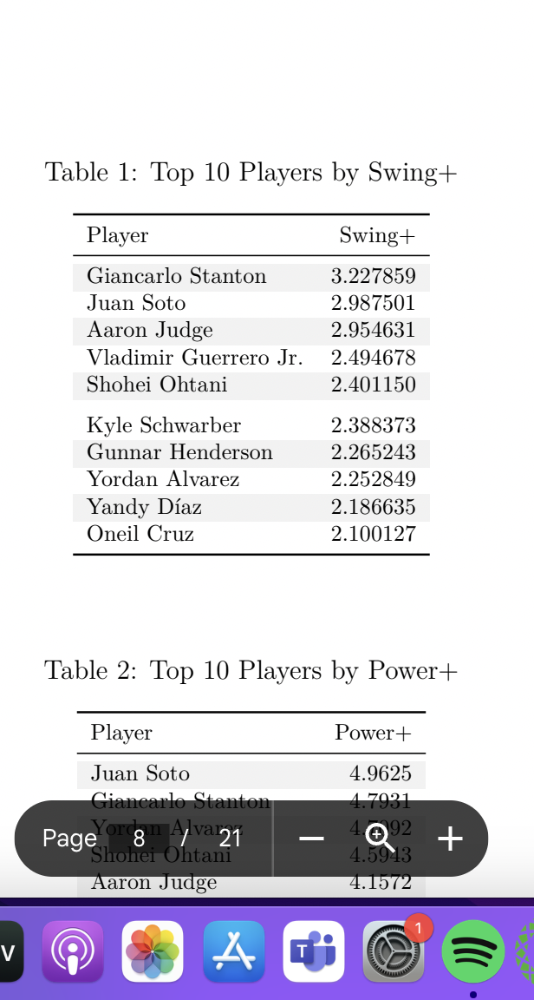 Table 1: Top 10 Players by Swing+
Player Swing+
Giancarlo Stanton 3.227859
Juan Soto 2.987501
Aaron Judge 2.954631
Vladimir Guerrero Jr. 2.494678
Shohei Ohtani 2.401150
Kyle Schwarber 2.388373
Gunnar Henderson 2.265243
Yordan Alvarez 2.252849
Yandy Díaz 2.186635
Oneil Cruz 2.100127
Table 2: Top 10 Players by Power+
Player Power+
Juan Soto 4.9625
Giancarlo Stanton 4.7931
Yordan Alvarez
Shohei Ohtani 4.5943
Page 8 / 21
Aaron Judge 4.1572
v
T
1